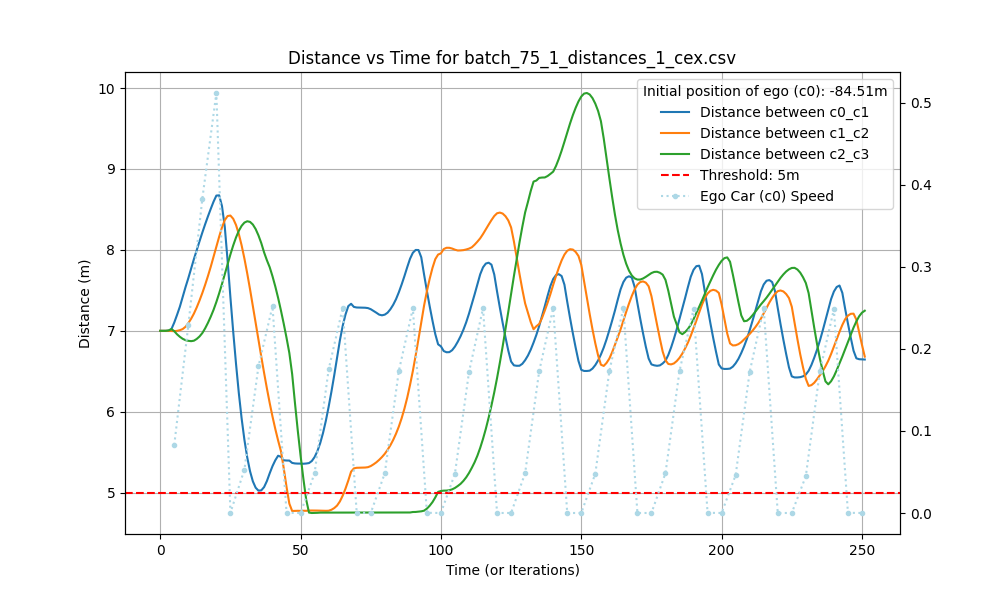 Distance vs Time for batch_75_1_distances_1_cex.csv
Initial position of ego (c0): -84.51m
Distance between c0_c1
Distance between c1_c2
Distance between c2_c3
Threshold: 5m
Ego Car (c0) Speed
Distance (m)
10
9
8
7
6
5
0.5
0.4
0.3
0.2
0.1
0.0
0
50
100
150
200
250
Time (or Iterations)